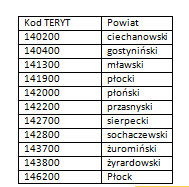 Kod TERYT Powiat
140200 ciechanowski
140400 gostyniński
141300 mławski
141900 płocki
142000 płoński
142200 przasnyski
142700 sierpecki
142800 sochaczewski
143700 żuromiński
143800 żyrardowski
146200 Płock